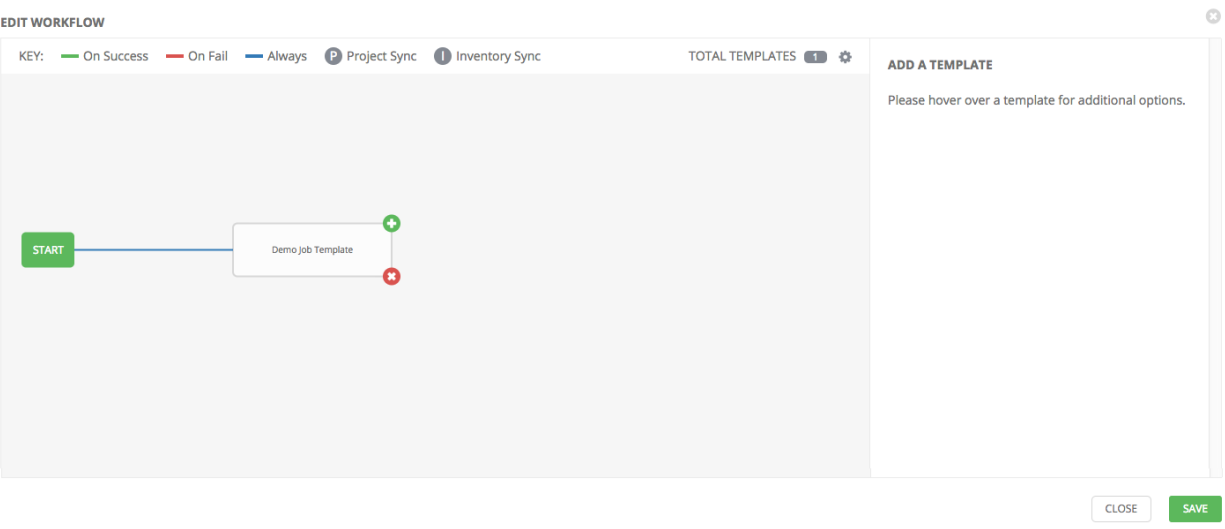 EDIT WORKFLOW
KEY: On Success On Fail Always P Project Sync I Inventory Sync TOTAL TEMPLATES 1
ADD A TEMPLATE
Please hover over a template for additional options.
START
Demo Job Template
CLOSE SAVE